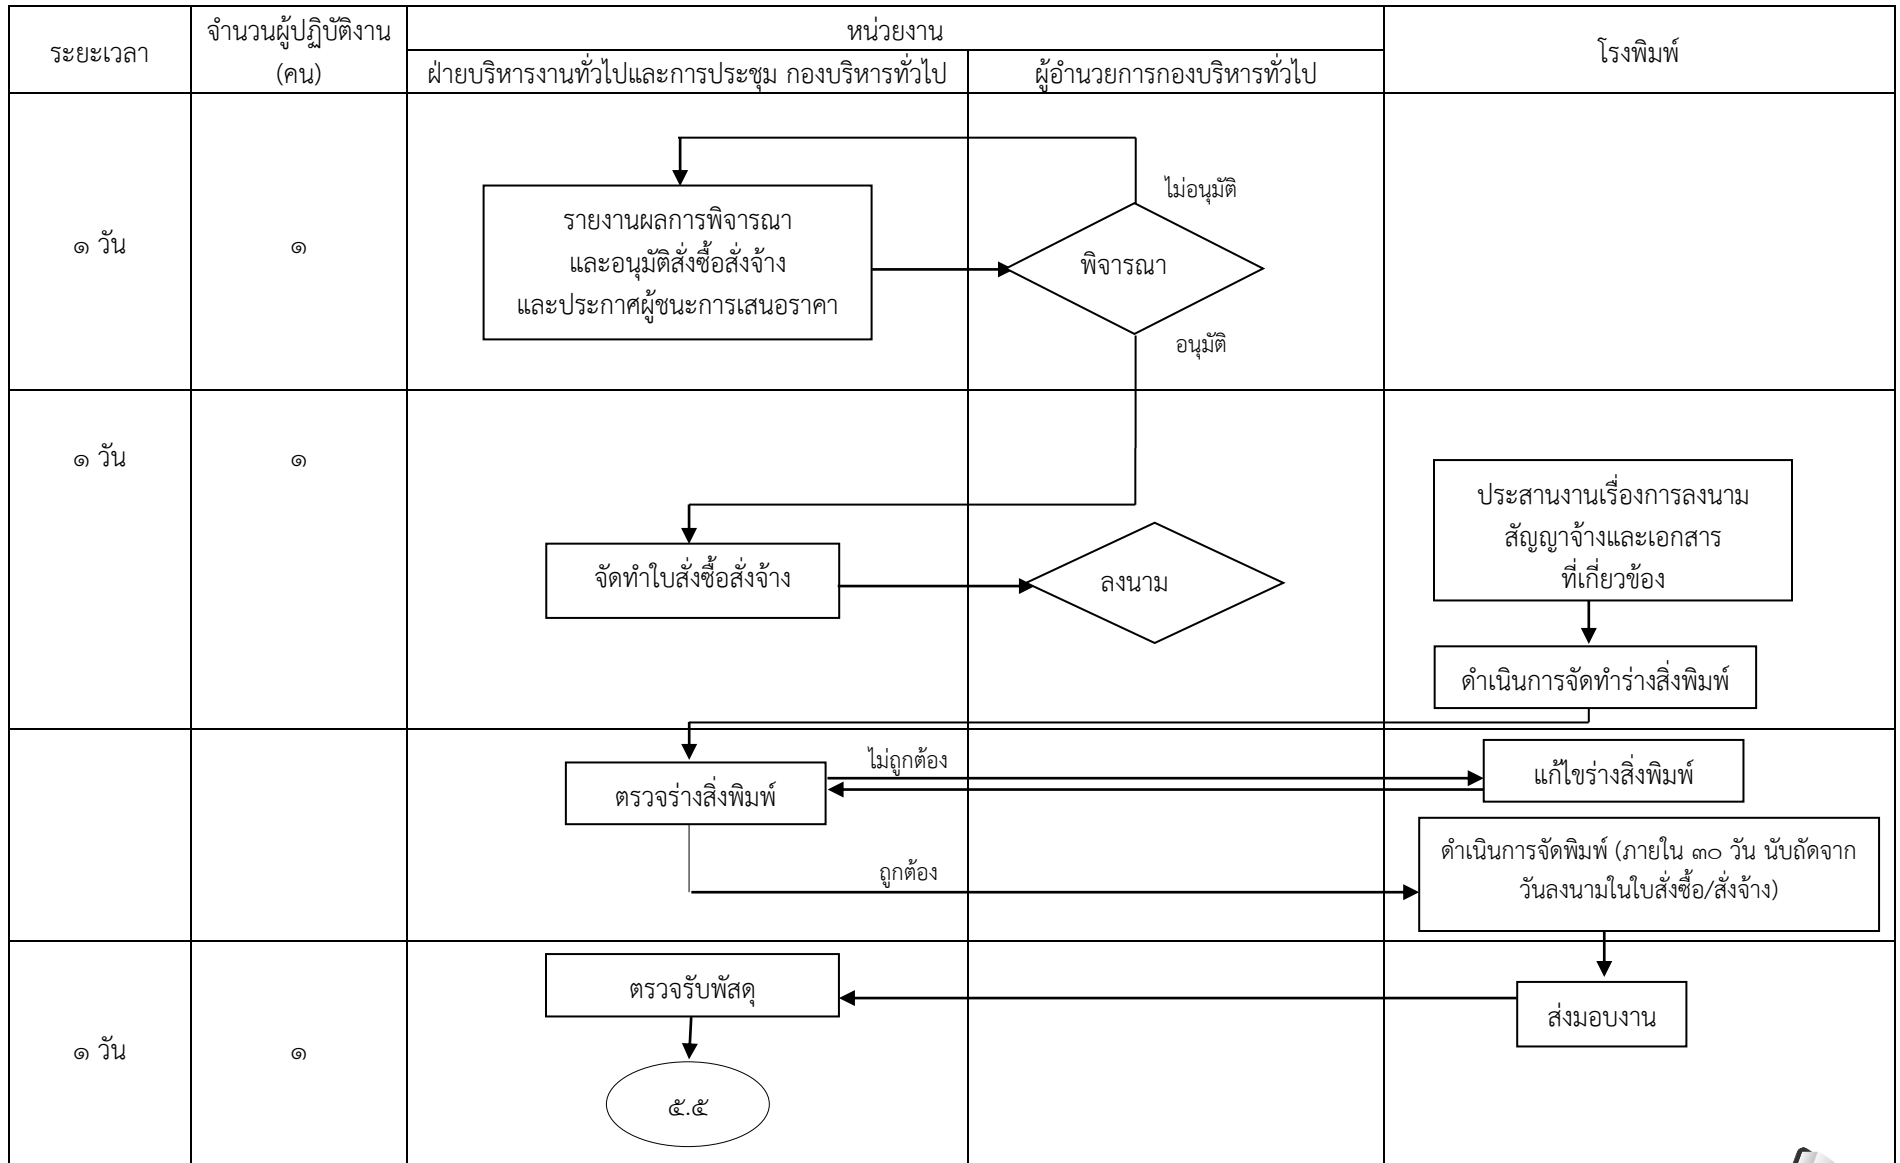 ระยะเวลา
จำนวนผู้ปฏิบัติงาน
(คน)
หน่วยงาน
ฝ่ายบริหารงานทั่วไปและการประชุม กองบริหารทั่วไป
ผู้อำนวยการกองบริหารทั่วไป
โรงพิมพ์
๑ วัน
๑
รายงานผลการพิจารณา
และอนุมัติสั่งซื้อสั่งจ้าง
และประกาศผู้ชนะการเสนอราคา
ไม่อนุมัติ
พิจารณา
อนุมัติ
๑ วัน
๑
จัดทำใบสั่งซื้อสั่งจ้าง
ลงนาม
ประสานงานเรื่องการลงนาม
สัญญาจ้างและเอกสาร
ที่เกี่ยวข้อง
ดำเนินการจัดทำร่างสิ่งพิมพ์
ตรวจร่างสิ่งพิมพ์
ไม่ถูกต้อง
แก้ไขร่างสิ่งพิมพ์
ถูกต้อง
ดำเนินการจัดพิมพ์ (ภายใน ๓๐ วัน นับถัดจาก
วันลงนามในใบสั่งซื้อ/สั่งจ้าง)
๑ วัน
๑
ตรวจรับพัสดุ
ส่งมอบงาน
๕.๕